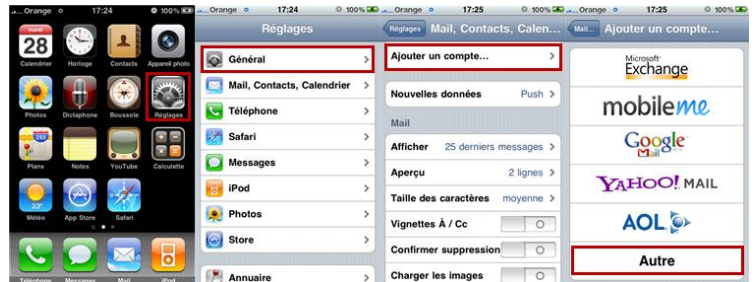 Orange 17:24 100%
mardi
28
Calendrier Horloge Contacts Appareil photo
Photos Dictaphone Boussole Réglages
280
Plans Notes YouTube Calculette
23°
Météo App Store Safari
Téléphone Messages Mail iPod
Orange 17:24 100%
Réglages
Général
Mail, Contacts, Calendrier
Téléphone
Safari
Messages
iPod
Photos
Store
Annuaire
Orange 17:25 100%
Réglages Mail, Contacts, Calen...
Ajouter un compte...
Nouvelles données Push
Mail
Afficher 25 derniers messages
Aperçu 2 lignes
Taille des caractères moyenne
Vignettes À / Cc
Confirmer suppression
Charger les images
Orange 17:25 100%
Mail... Ajouter un compte...
Microsoft
Exchange
mobileme
Google
Mail
YAHOO! MAIL
AOL
Autre